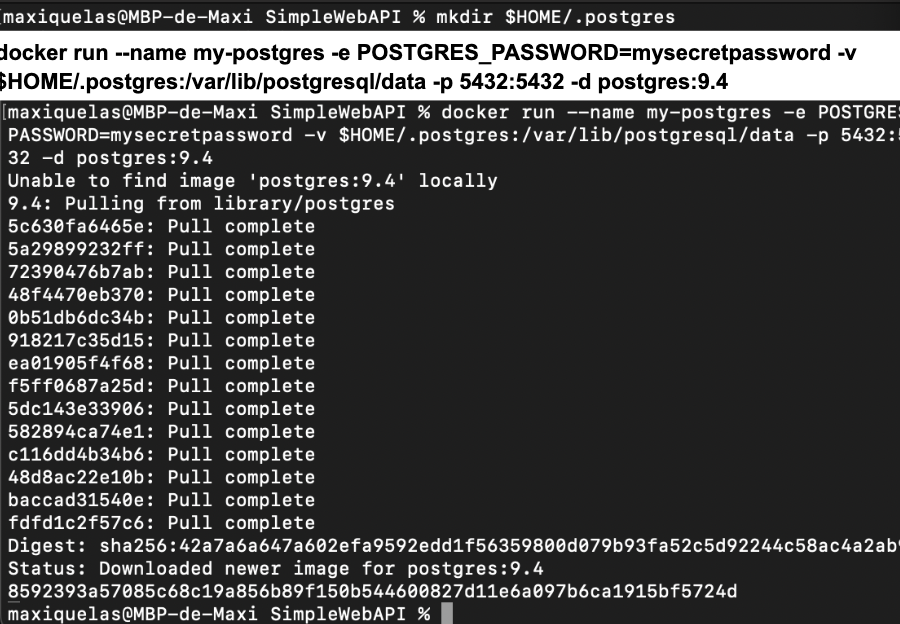 [maxiquelas@MBP-de-Maxi SimpleWebAPI % mkdir $HOME/.postgres
docker run --name my-postgres -e POSTGRES_PASSWORD=mysecretpassword -v
$HOME/.postgres:/var/lib/postgresql/data -p 5432:5432 -d postgres:9.4
[maxiquelas@MBP-de-Maxi SimpleWebAPI % docker run --name my-postgres -e POSTGRES
PASSWORD=mysecretpassword -v $HOME/.postgres:/var/lib/postgresql/data -p 5432:5
32 -d postgres:9.4
Unable to find image 'postgres:9.4' locally
9.4: Pulling from library/postgres
5c630fa6465e: Pull complete
5a29899232ff: Pull complete
72390476b7ab: Pull complete
48f4470eb370: Pull complete
0b51db6dc34b: Pull complete
918217c35d15: Pull complete
ea01905f4f68: Pull complete
f5ff0687a25d: Pull complete
5dc143e33906: Pull complete
582894ca74e1: Pull complete
c116dd4b34b6: Pull complete
48d8ac22e10b: Pull complete
baccad31540e: Pull complete
fdfd1c2f57c6: Pull complete
Digest: sha256:42a7a6a647a602efa9592edd1f56359800d079b93fa52c5d92244c58ac4a2ab9
Status: Downloaded newer image for postgres:9.4
8592393a57085c68c19a856b89f150b544600827d11e6a097b6ca1915bf5724d
maxiquelas@MBP-de-Maxi SimpleWebAPI %